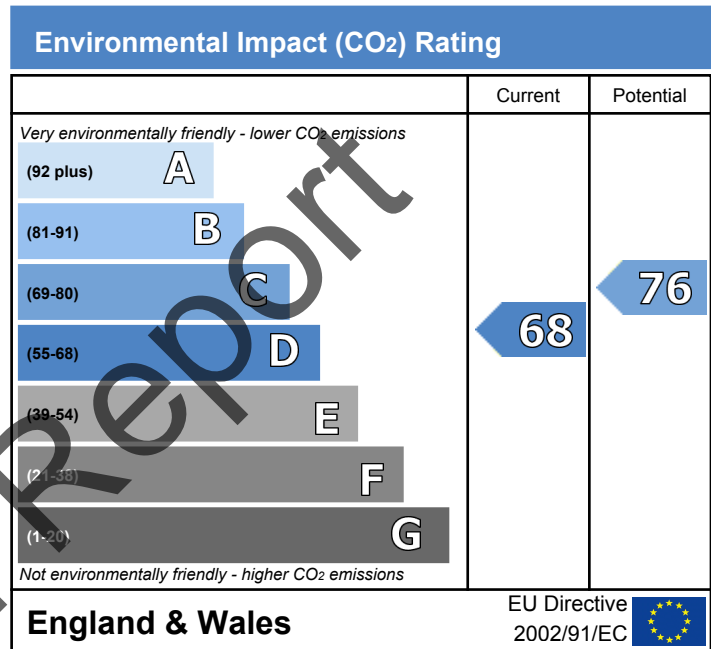 Environmental Impact (CO2) Rating
Current Potential
Very environmentally friendly - lower CO2 emissions
(92 plus) A
(81-91) B
(69-80) C
(55-68) D
(39-54) E
(21-38) F
(1-20) G
68
76
Not environmentally friendly - higher CO2 emissions
England & Wales
EU Directive
2002/91/EC
Report